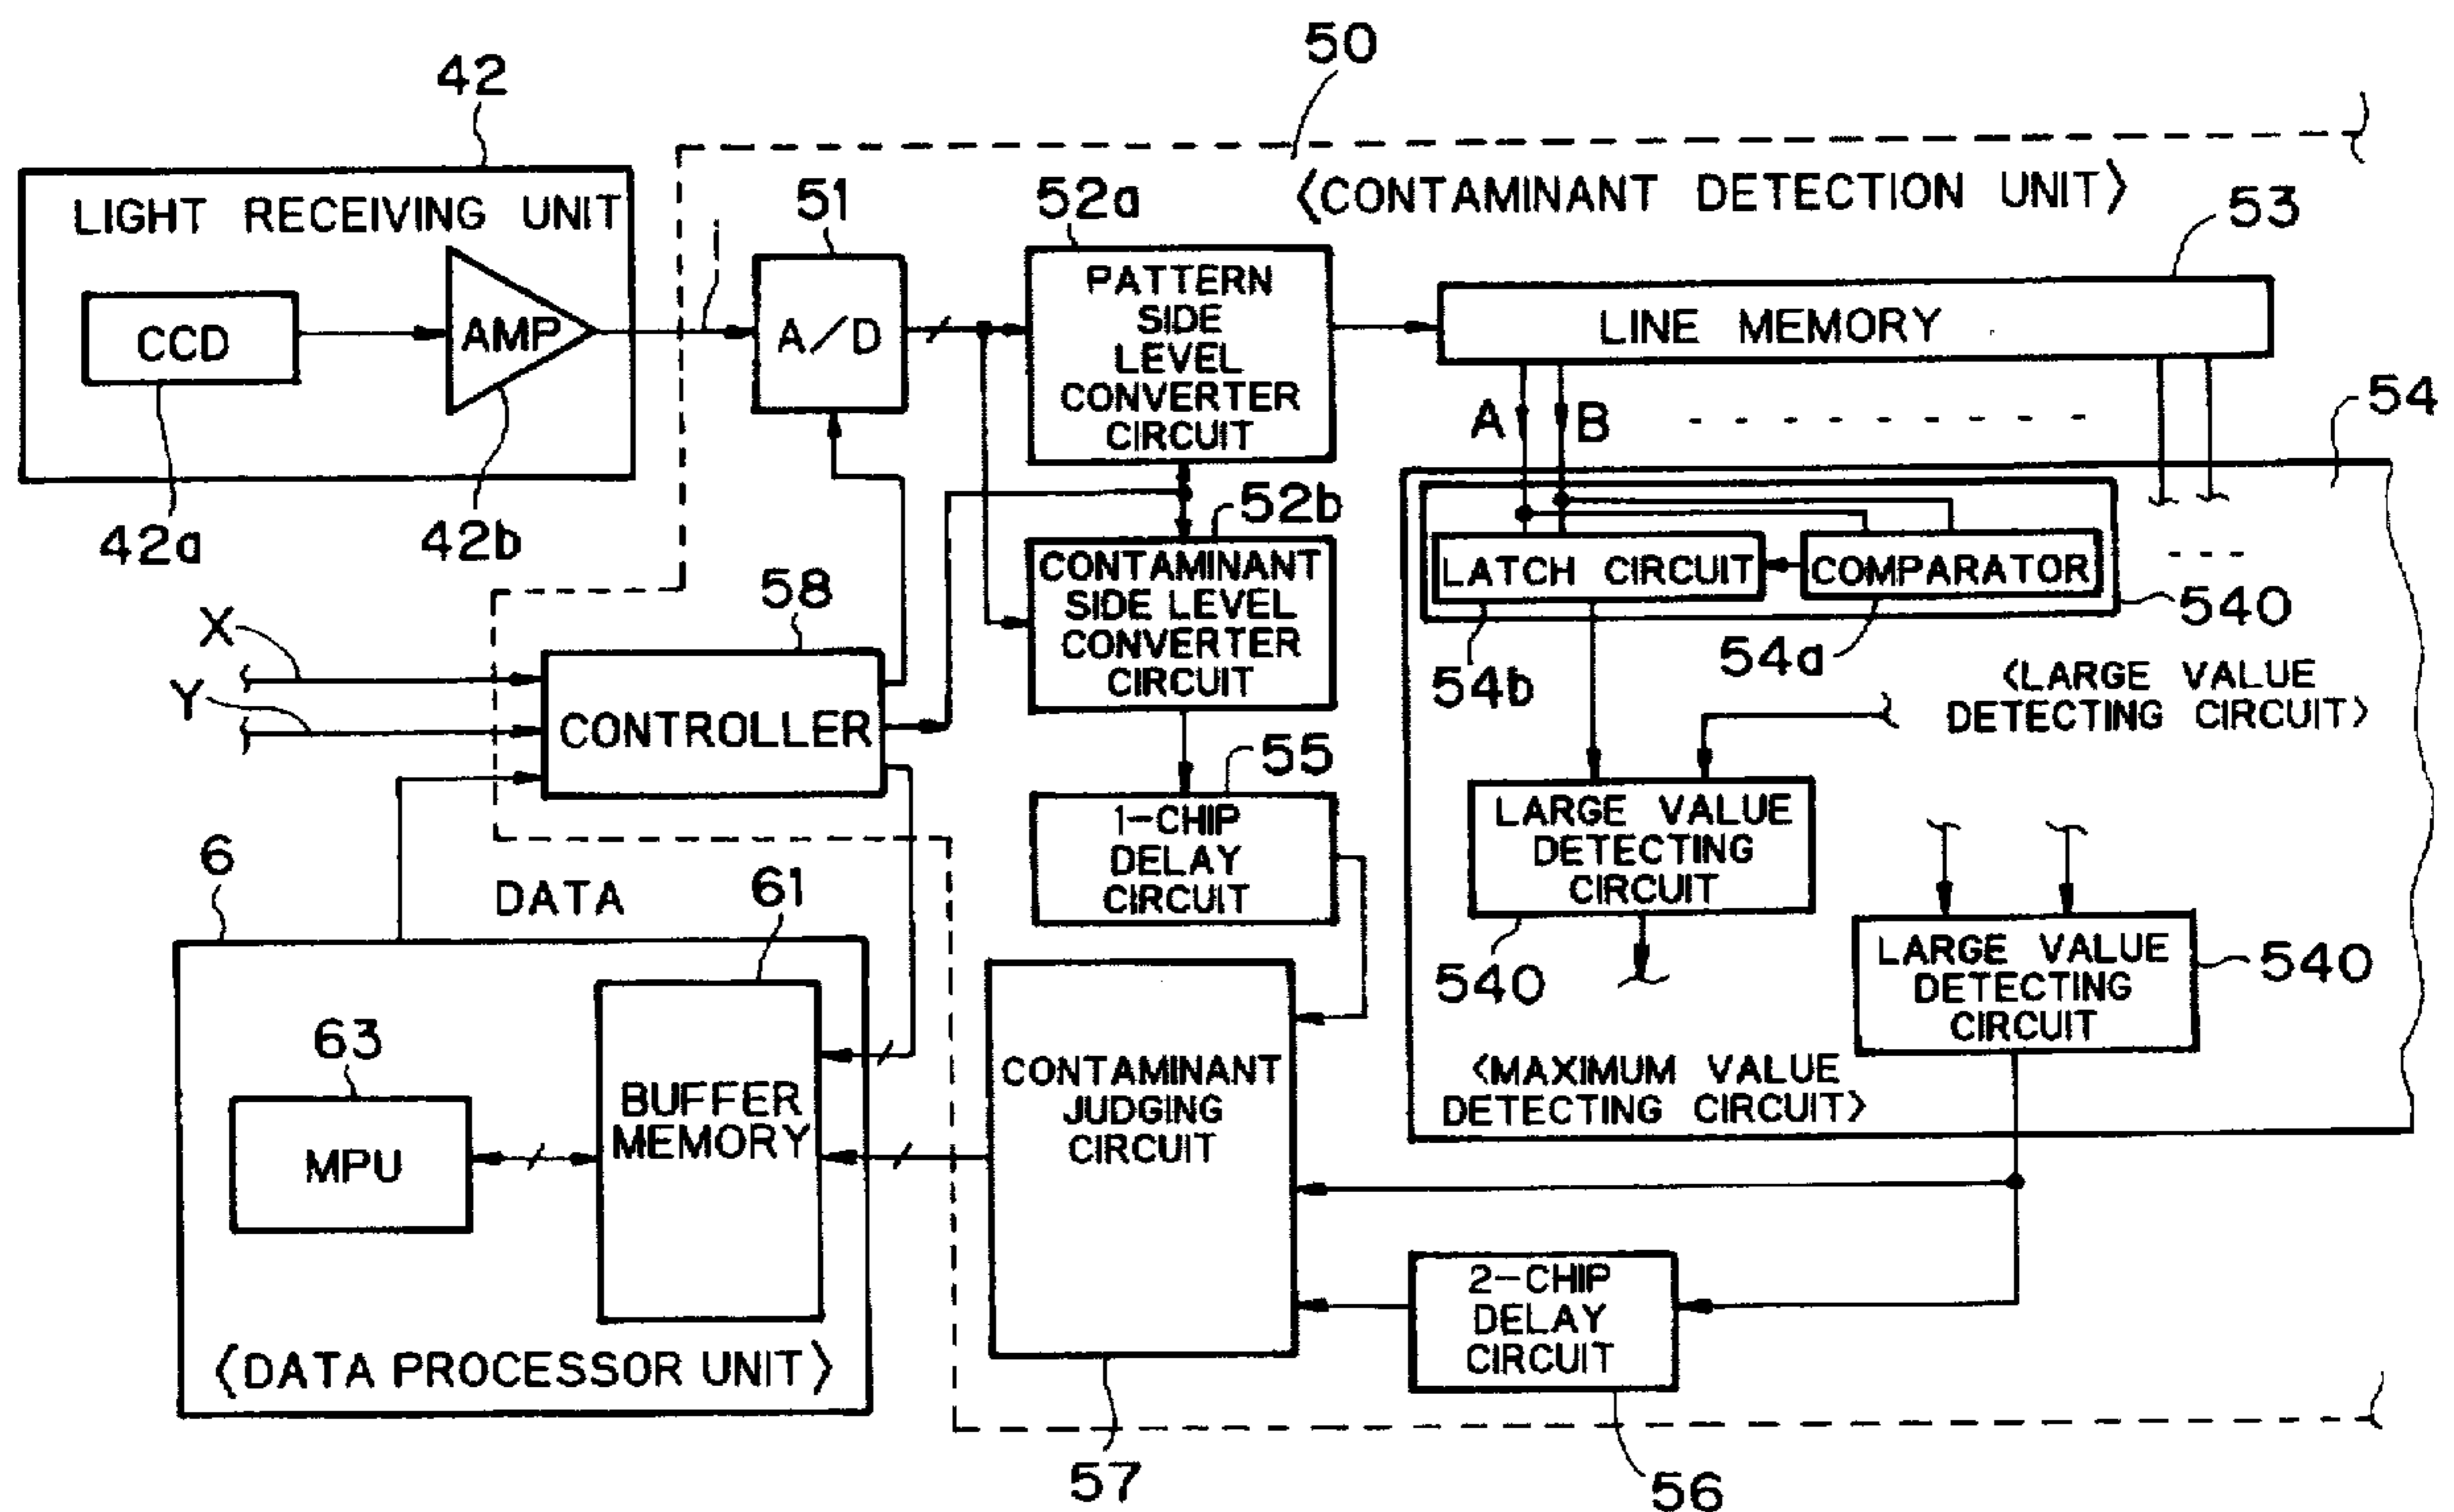 50
42
LIGHT RECEIVING UNIT
CCD
AMP
42a
42b
51
A/D
52a
PATTERN
SIDE
LEVEL
CONVERTER
CIRCUIT
〈CONTAMINANT DETECTION UNIT〉
53
LINE MEMORY
A
B
54
52b
CONTAMINANT
SIDE LEVEL
CONVERTER
CIRCUIT
LATCH CIRCUIT
COMPARATOR
540
54b
54a
〈LARGE VALUE
DETECTING CIRCUIT〉
X
Y
58
CONTROLLER
55
1-CHIP
DELAY
CIRCUIT
LARGE VALUE
DETECTING
CIRCUIT
540
LARGE VALUE
DETECTING
CIRCUIT
540
〈MAXIMUM VALUE
DETECTING CIRCUIT〉
6
DATA
61
63
MPU
BUFFER
MEMORY
〈DATA PROCESSOR UNIT〉
CONTAMINANT
JUDGING
CIRCUIT
57
2-CHIP
DELAY
CIRCUIT
56